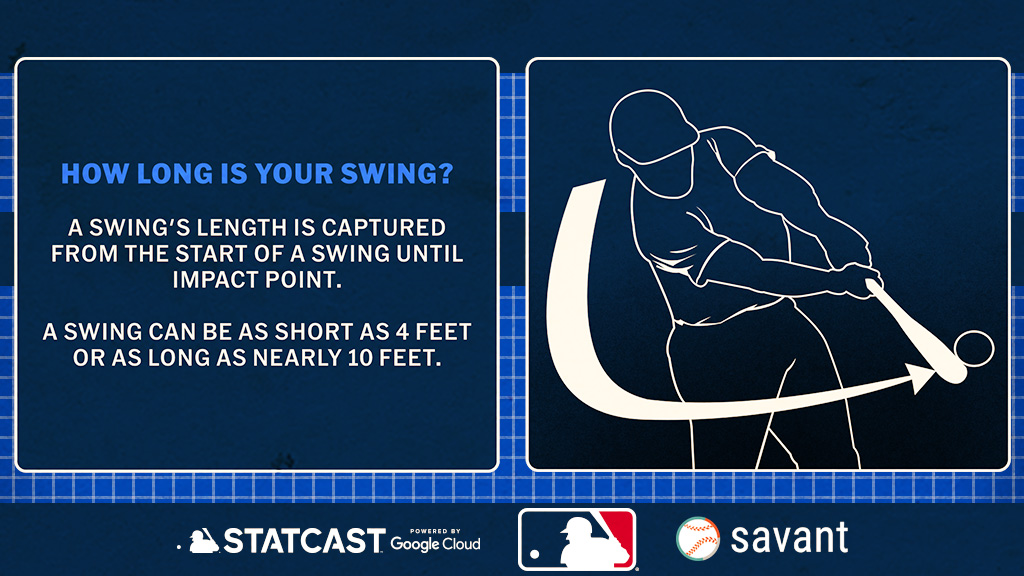 HOW LONG IS YOUR SWING?
A SWING'S LENGTH IS CAPTURED
FROM THE START OF A SWING UNTIL
IMPACT POINT.
A SWING CAN BE AS SHORT AS 4 FEET
OR AS LONG AS NEARLY 10 FEET.
STATCAST
POWERED BY
Google Cloud
savant